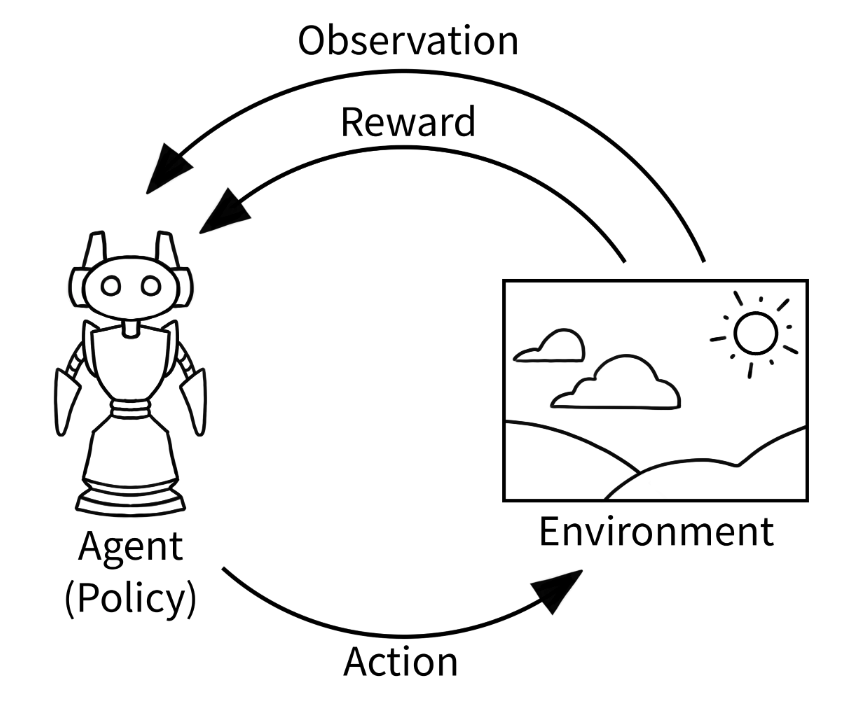 Observation
Reward
Agent
(Policy)
Environment
Action